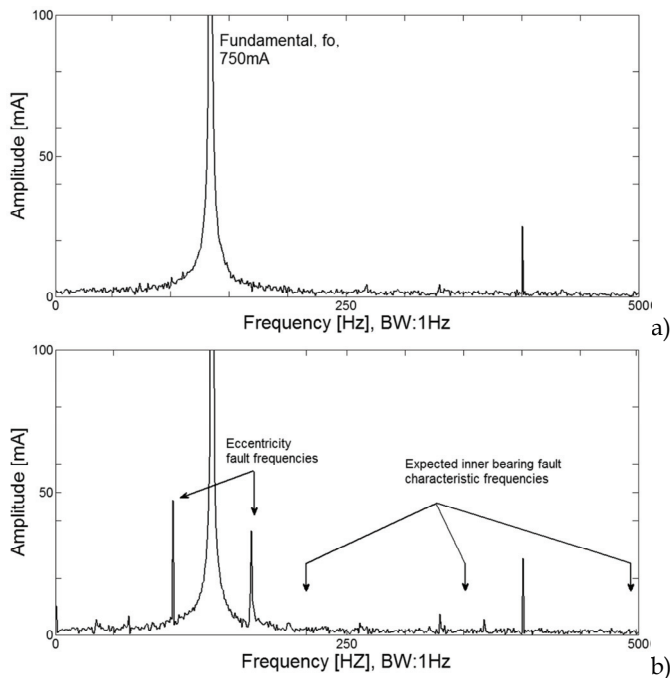 100
Fundamental, fo,
750mA
Amplitude [mA]
50
0
0
250
500
Frequency [Hz], BW:1Hz
a)
100
Eccentricity
fault frequencies
Expected inner bearing fault
characteristic frequencies
Amplitude [mA]
50
0
0
250
500
Frequency [HZ], BW:1Hz
b)